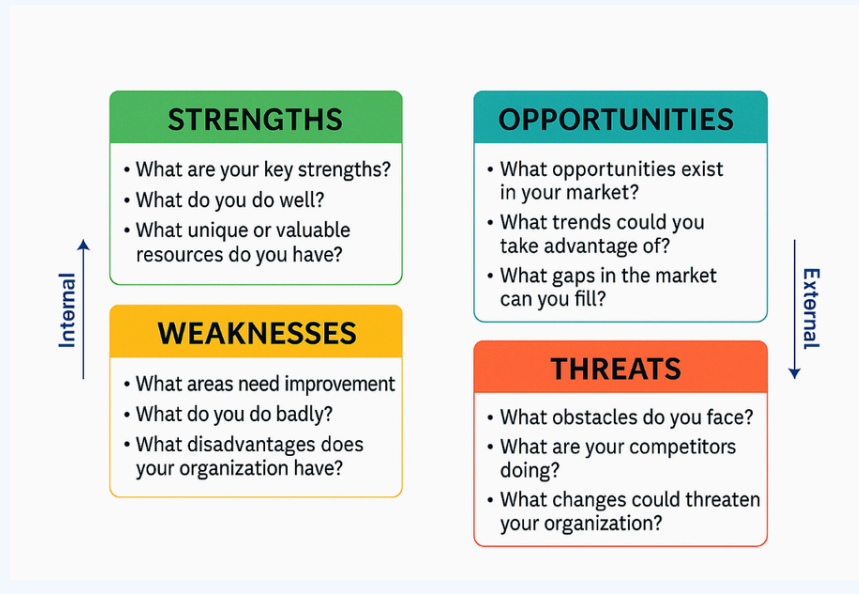 STRENGTHS
• What are your key strengths?
• What do you do well?
• What unique or valuable
resources do you have?
Internal
WEAKNESSES
• What areas need improvement
• What do you do badly?
• What disadvantages does
your organization have?
OPPORTUNITIES
• What opportunities exist
in your market?
• What trends could you
take advantage of?
• What gaps in the market
can you fill?
External
THREATS
• What obstacles do you face?
• What are your competitors
doing?
• What changes could threaten
your organization?